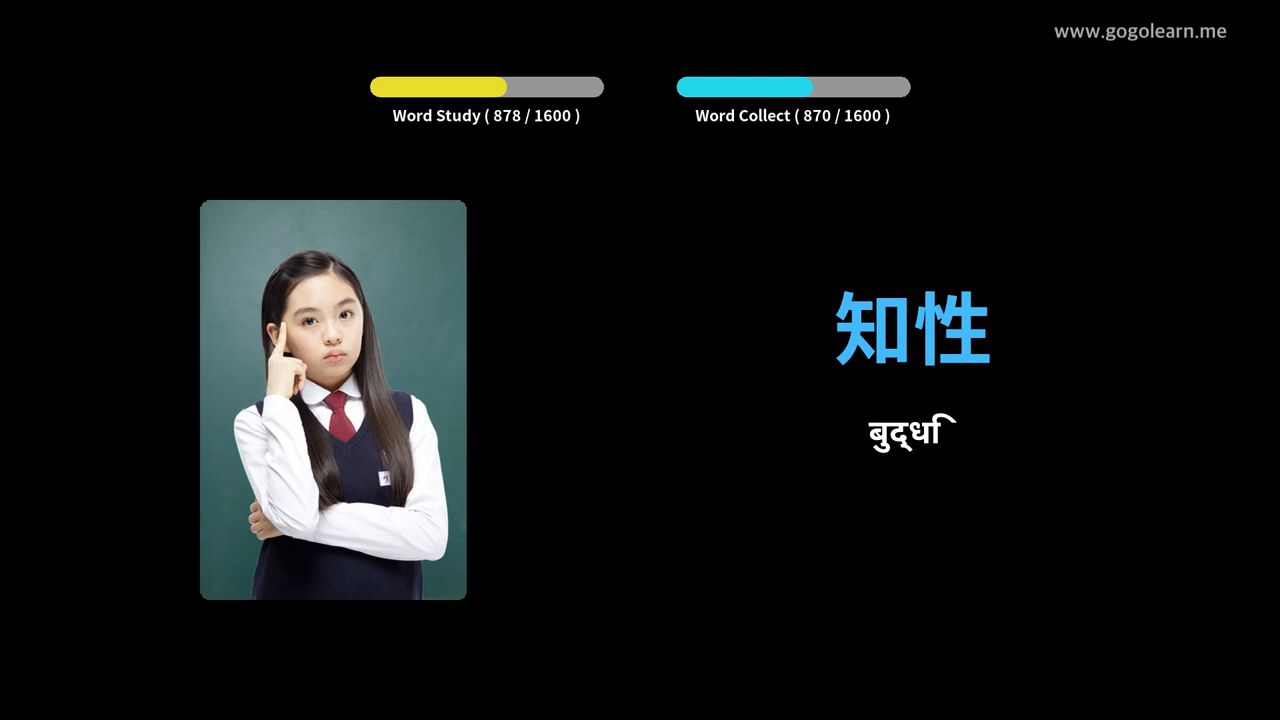 www.gogolearn.me
Word Study ( 878 / 1600 )
Word Collect ( 870 / 1600 )
知性
बुद्धि